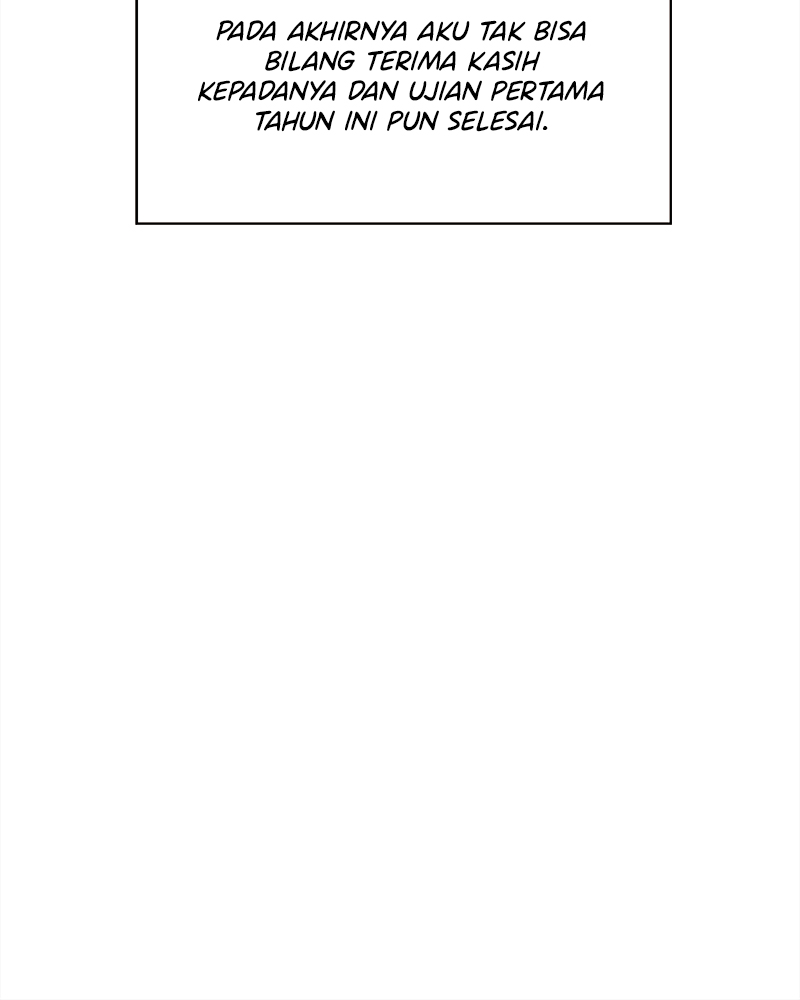 PADA AKHIRNYA AKU TAK BISA
BILANG TERIMA KASIH
KEPADANYA DAN UJIAN PERTAMA
TAHUN INI PUN SELESAI.